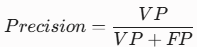 Precision = VP / (VP + FP)